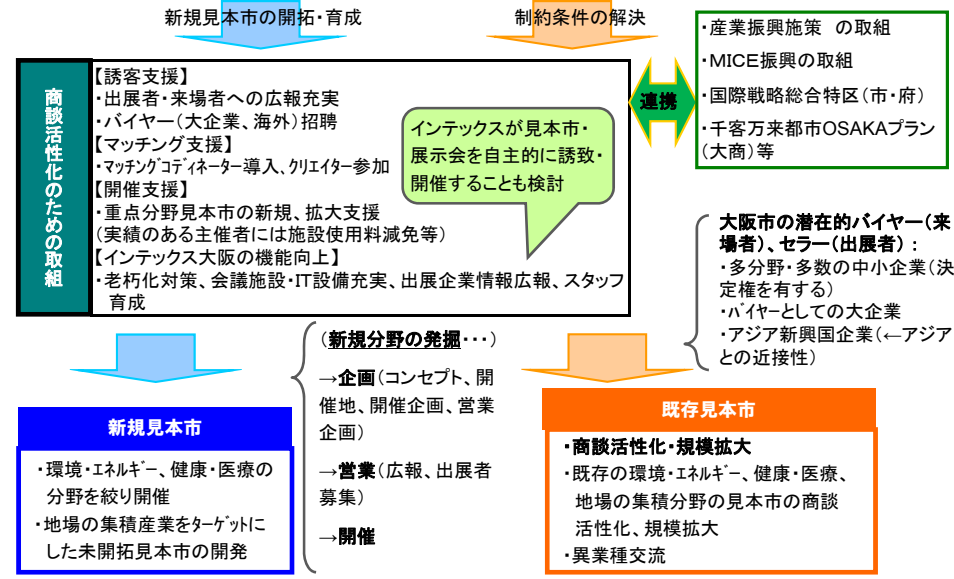 新規見本市の開拓・育成
制約条件の解決
商談活性化のための取組
【誘客支援】
・出展者・来場者への広報充実
・バイヤー(大企業、海外)招聘
【マッチング支援】
・ﾏｯﾁﾝｸﾞｺｰﾃﾞｨﾈｰﾀｰ導入、ｸﾘｴｲﾀｰ参加
【開催支援】
・重点分野見本市の新規、拡大支援
(実績のある主催者には施設使用料減免等)
【インテックス大阪の機能向上】
・老朽化対策、会議施設・IT設備充実、出展企業情報広報、スタッフ
育成
インテックスが見本市・
展示会を自主的に誘致・
開催することも検討
連携
・産業振興施策 の取組
・MICE振興の取組
・国際戦略総合特区(市・府)
・千客万来都市OSAKAプラン
(大商)等
大阪市の潜在的バイヤー(来
場者)、セラー(出展者):
・多分野・多数の中小企業(決
定権を有する)
・ﾊﾞｲﾔｰとしての大企業
・アジア新興国企業(←アジア
との近接性)
新規見本市
・環境・ｴﾈﾙｷﾞｰ、健康・医療の
分野を絞り開催
・地場の集積産業をﾀｰｹﾞｯﾄに
した未開拓見本市の開発
(新規分野の発掘・・・)
→企画(コンセプト、開
催地、開催企画、営業
企画)
→営業(広報、出展者
募集)
→開催
既存見本市
・商談活性化・規模拡大
・既存の環境・ｴﾈﾙｷﾞｰ、健康・医療、
地場の集積分野の見本市の商談
活性化、規模拡大
・異業種交流